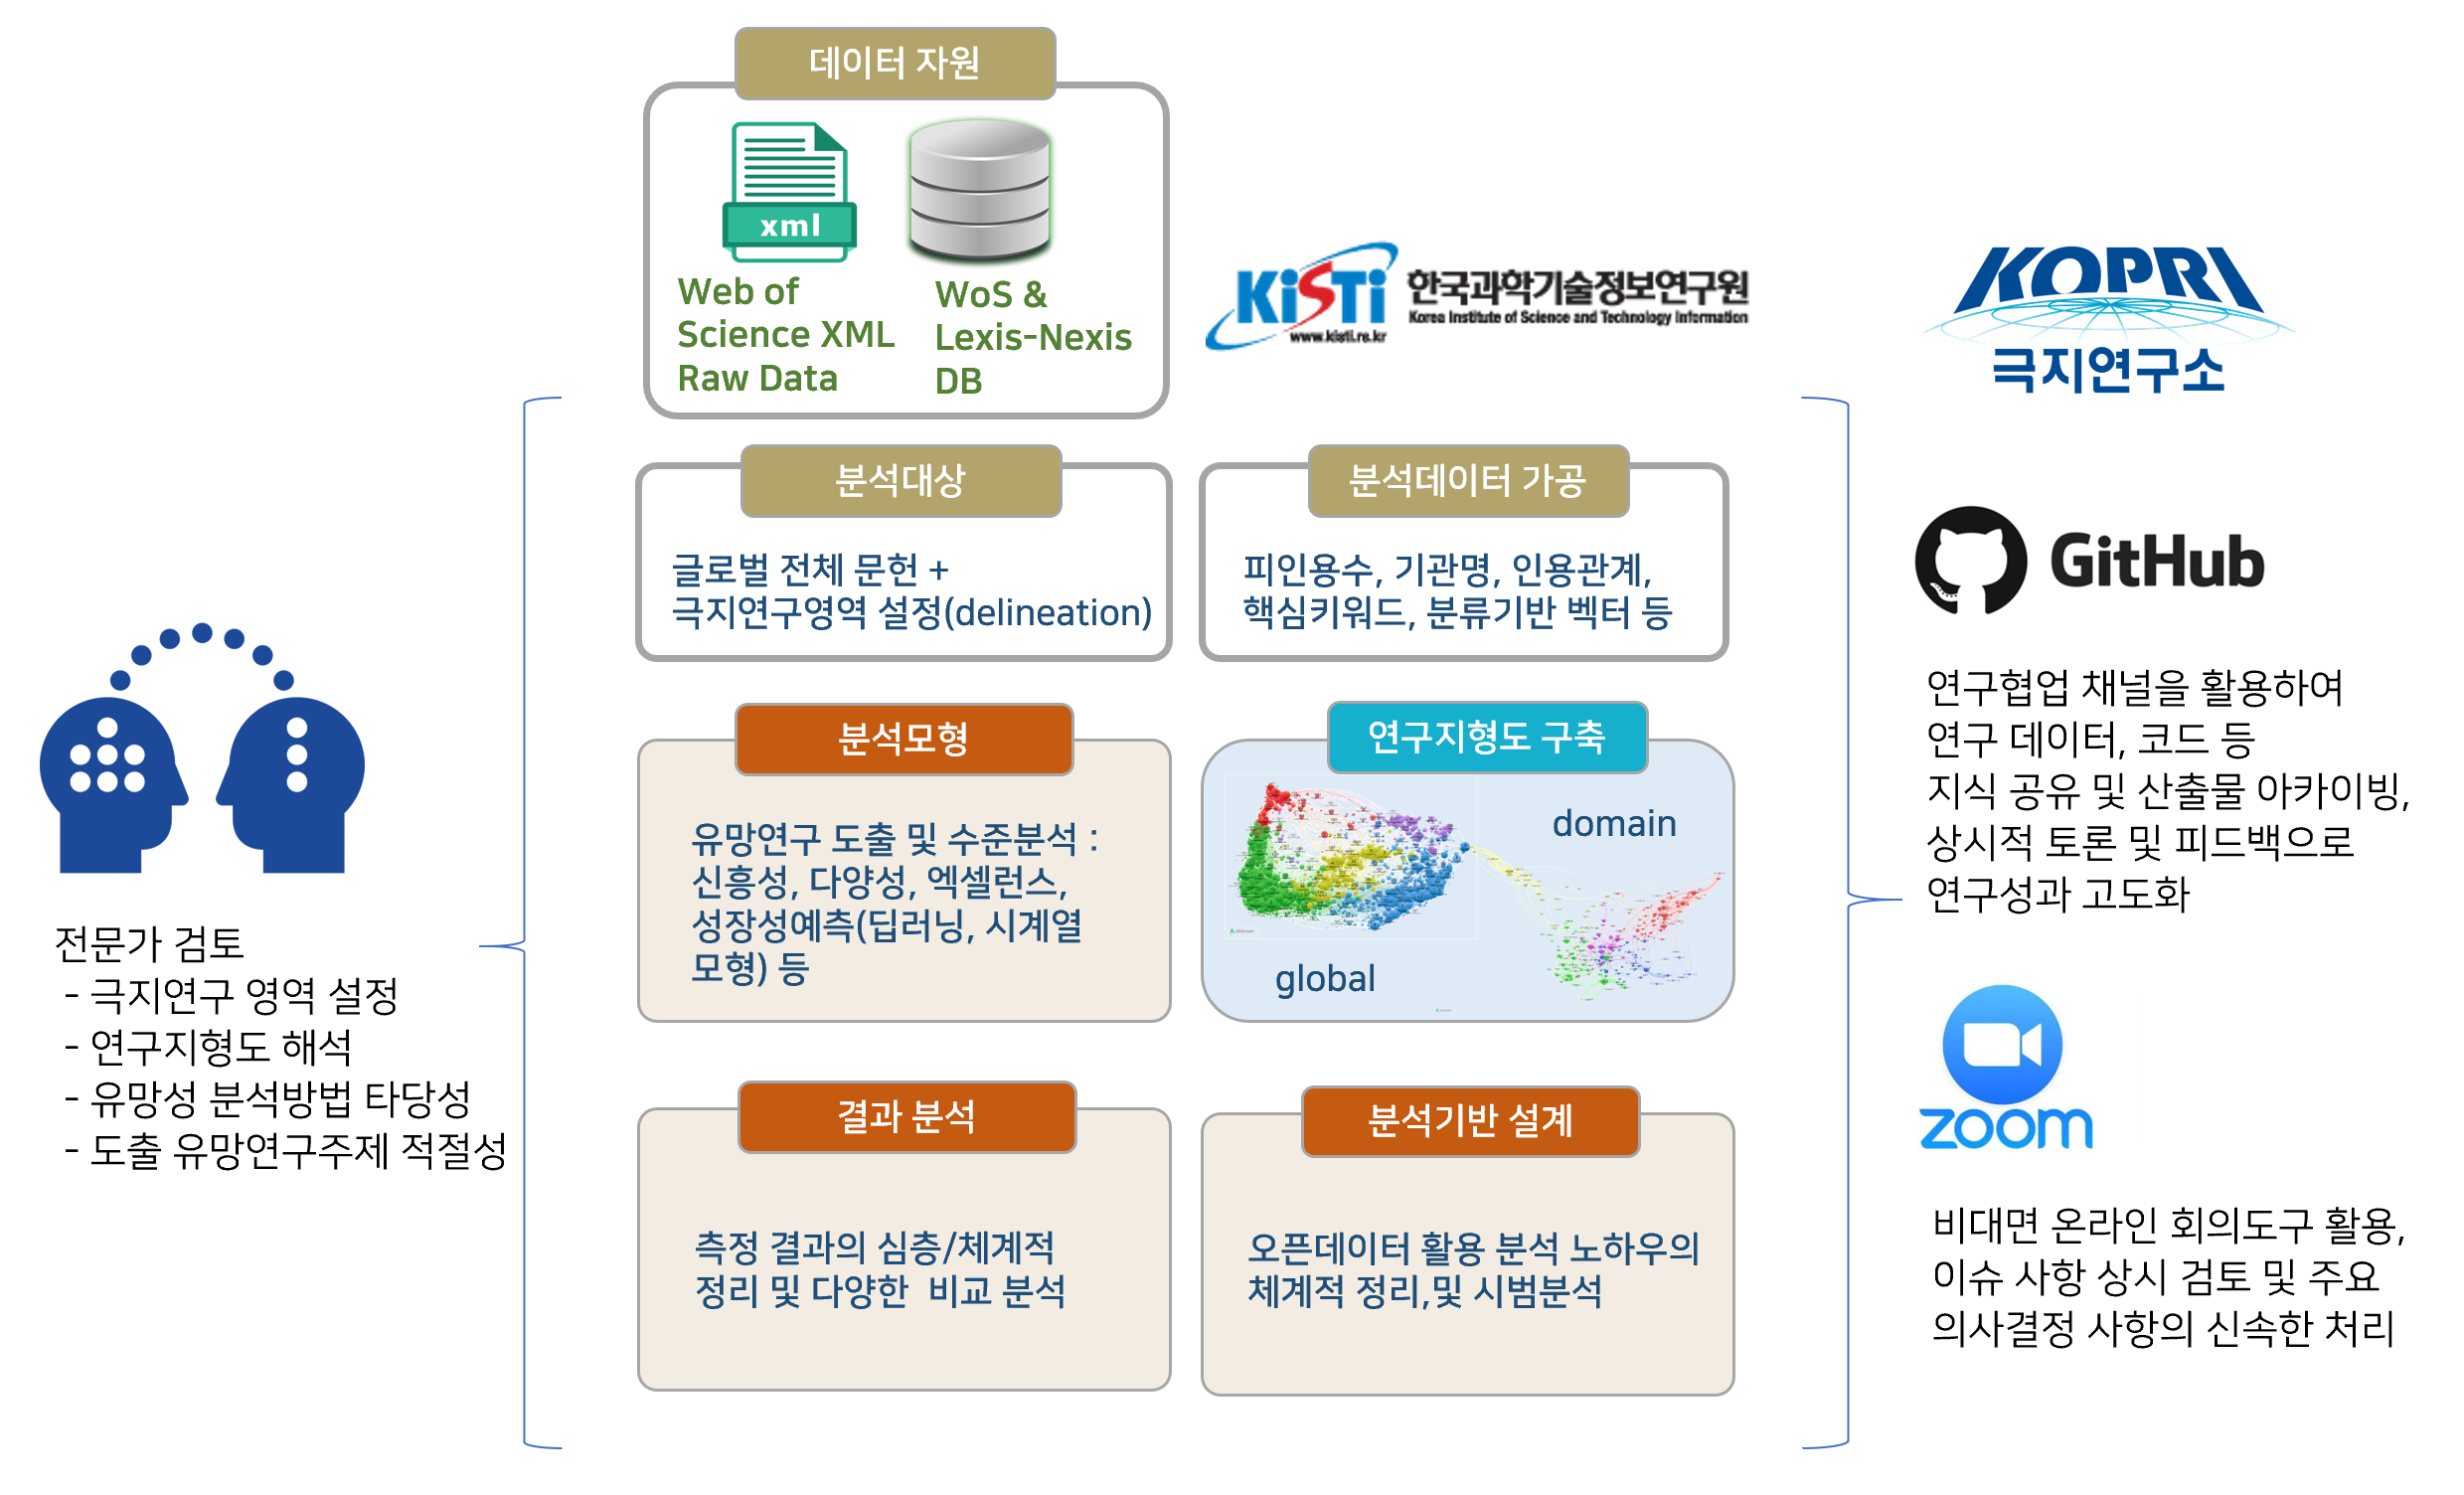 데이터 자원
xml
Web of
Science XML
Raw Data
WoS &
Lexis-Nexis
DB
KiSTi 한국과학기술정보연구원
Korea Institute of Science and Technology Information
www.kisti.re.kr
KOPRI
극지연구소
분석대상
글로벌 전체 문헌 +
극지연구영역 설정(delineation)
분석데이터 가공
피인용수, 기관명, 인용관계,
핵심키워드, 분류기반 벡터 등
GitHub
연구협업 채널을 활용하여
연구 데이터, 코드 등
지식 공유 및 산출물 아카이빙,
상시적 토론 및 피드백으로
연구성과 고도화
분석모형
유망연구 도출 및 수준분석 :
신흥성, 다양성, 엑셀런스,
성장성예측(딥러닝, 시계열
모형) 등
연구지형도 구축
domain
global
전문가 검토
- 극지연구 영역 설정
- 연구지형도 해석
- 유망성 분석방법 타당성
- 도출 유망연구주제 적절성
결과 분석
측정 결과의 심층/체계적
정리 및 다양한  비교 분석
분석기반 설계
오픈데이터 활용 분석 노하우의
체계적 정리,및 시범분석
zoom
비대면 온라인 회의도구 활용,
이슈 사항 상시 검토 및 주요
의사결정 사항의 신속한 처리